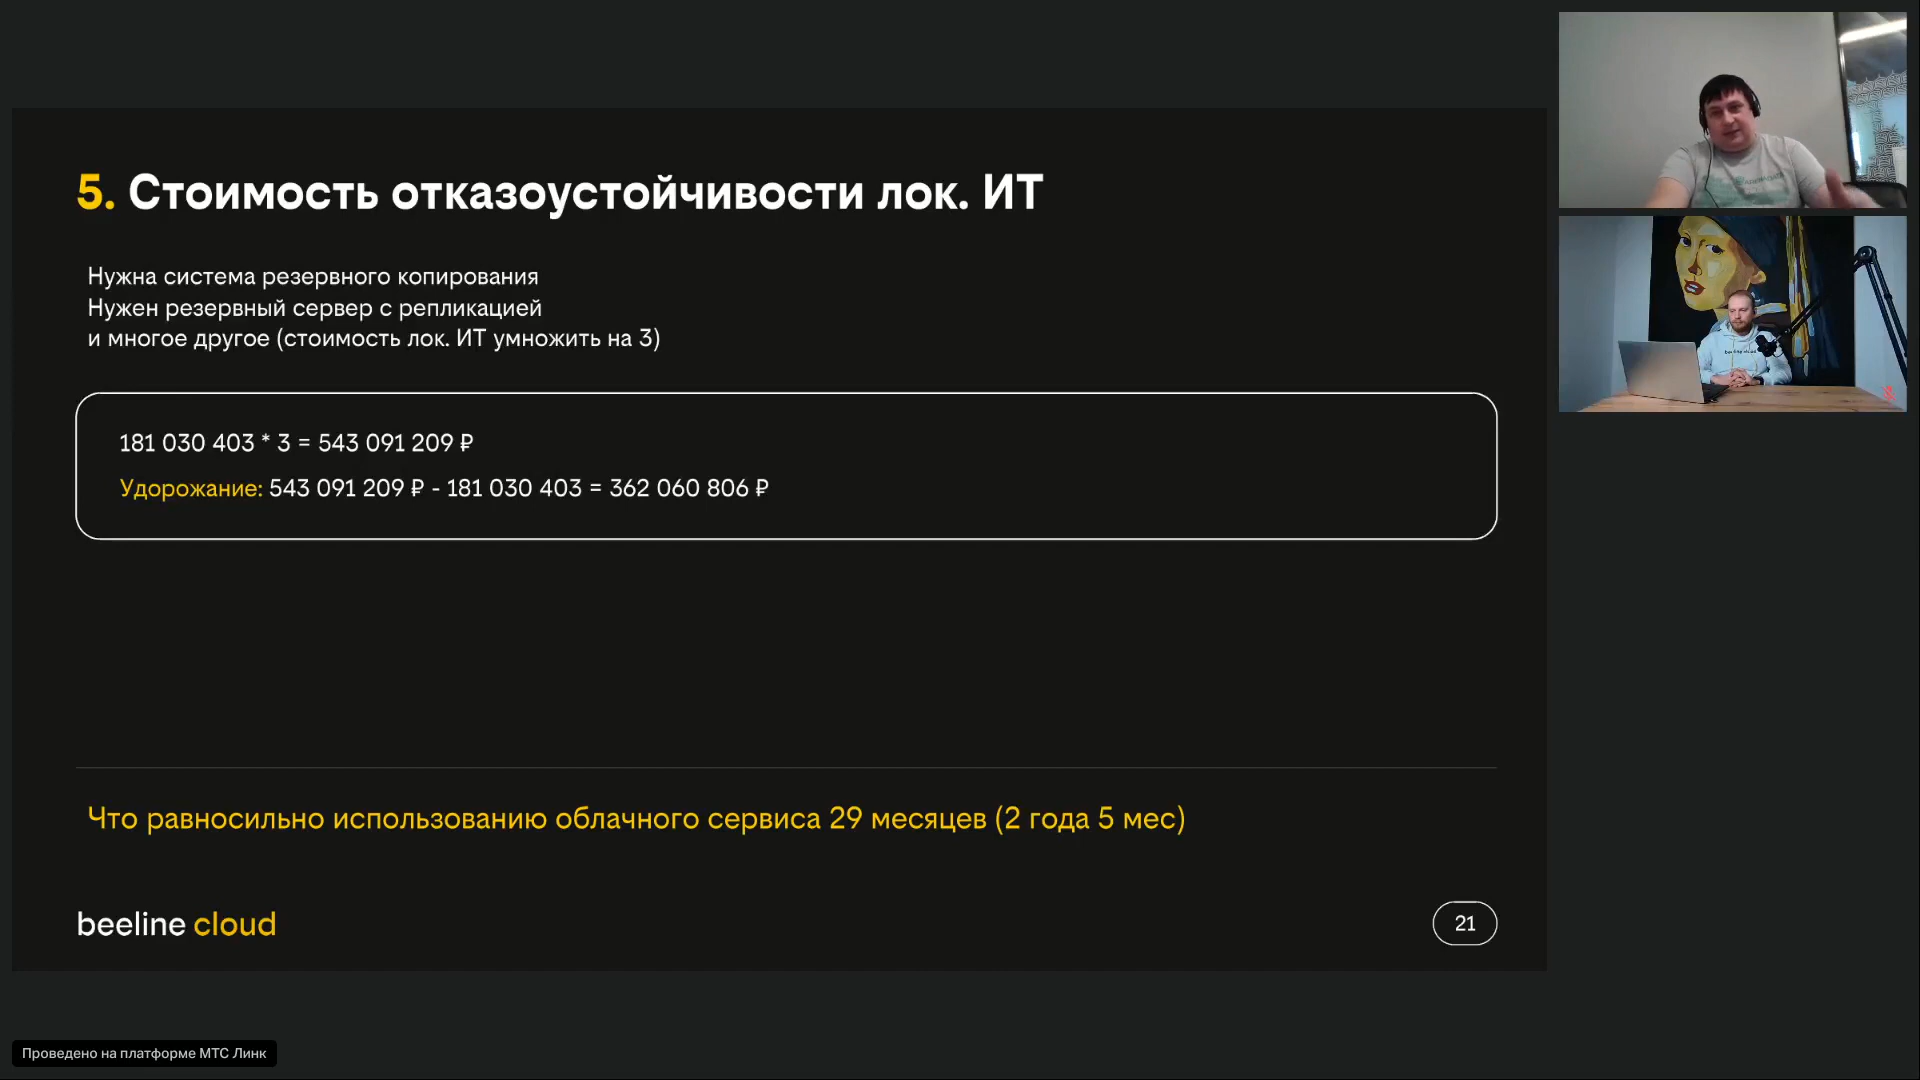 5. Стоимость отказоустойчивости лок. ИТ
Нужна система резервного копирования
Нужен резервный сервер с репликацией
и многое другое (стоимость лок. ИТ умножить на 3)
181 030 403 * 3 = 543 091 209 ₽
Удорожание: 543 091 209 ₽ - 181 030 403 = 362 060 806 ₽
Что равносильно использованию облачного сервиса 29 месяцев (2 года 5 мес)
beeline cloud
21
Проведено на платформе МТС Линк